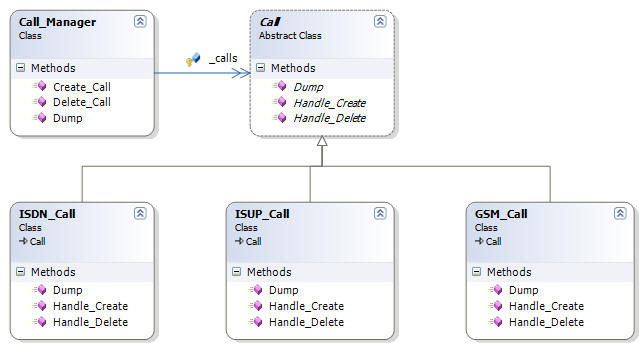 Call_Manager
Class
Methods
Create_Call
Delete_Call
Dump
_calls
Call
Abstract Class
Methods
Dump
Handle_Create
Handle_Delete
ISDN_Call
Class
Call
Methods
Dump
Handle_Create
Handle_Delete
ISUP_Call
Class
Call
Methods
Dump
Handle_Create
Handle_Delete
GSM_Call
Class
Call
Methods
Dump
Handle_Create
Handle_Delete